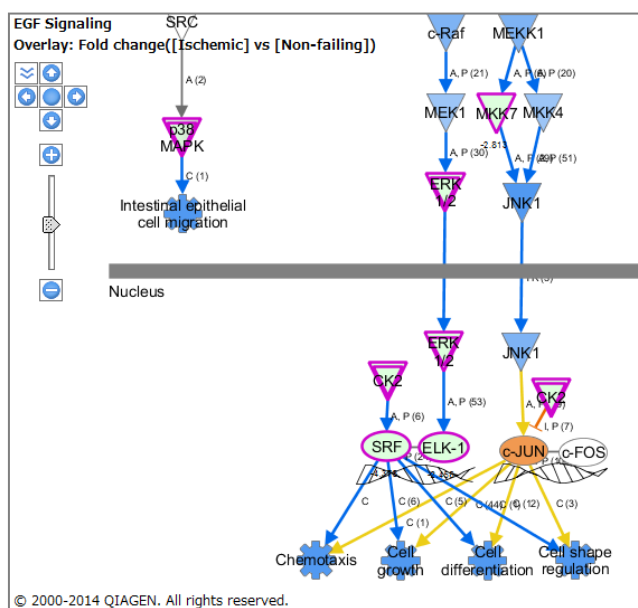 EGF Signaling
Overlay: Fold change([Ischemic] vs [Non-failing])
SRC
c-Raf
MEKK1
A (2)
A, P (21)
A, P (20)
p38
MAPK
MEK1
MKK7
MKK4
-2.813
C (1)
A, P (30)
A, P (51)
ERK
1/2
JNK1
Intestinal epithelial
cell migration
Nucleus
ERK
1/2
JNK1
CK2
CK2
A, P (6)
A, P (53)
I, P (7)
SRF
ELK-1
c-JUN
c-FOS
C
C (6)
C (5)
C (3)
C (1)
Chemotaxis
Cell
growth
Cell
differentiation
Cell shape
regulation
© 2000-2014 QIAGEN. All rights reserved.